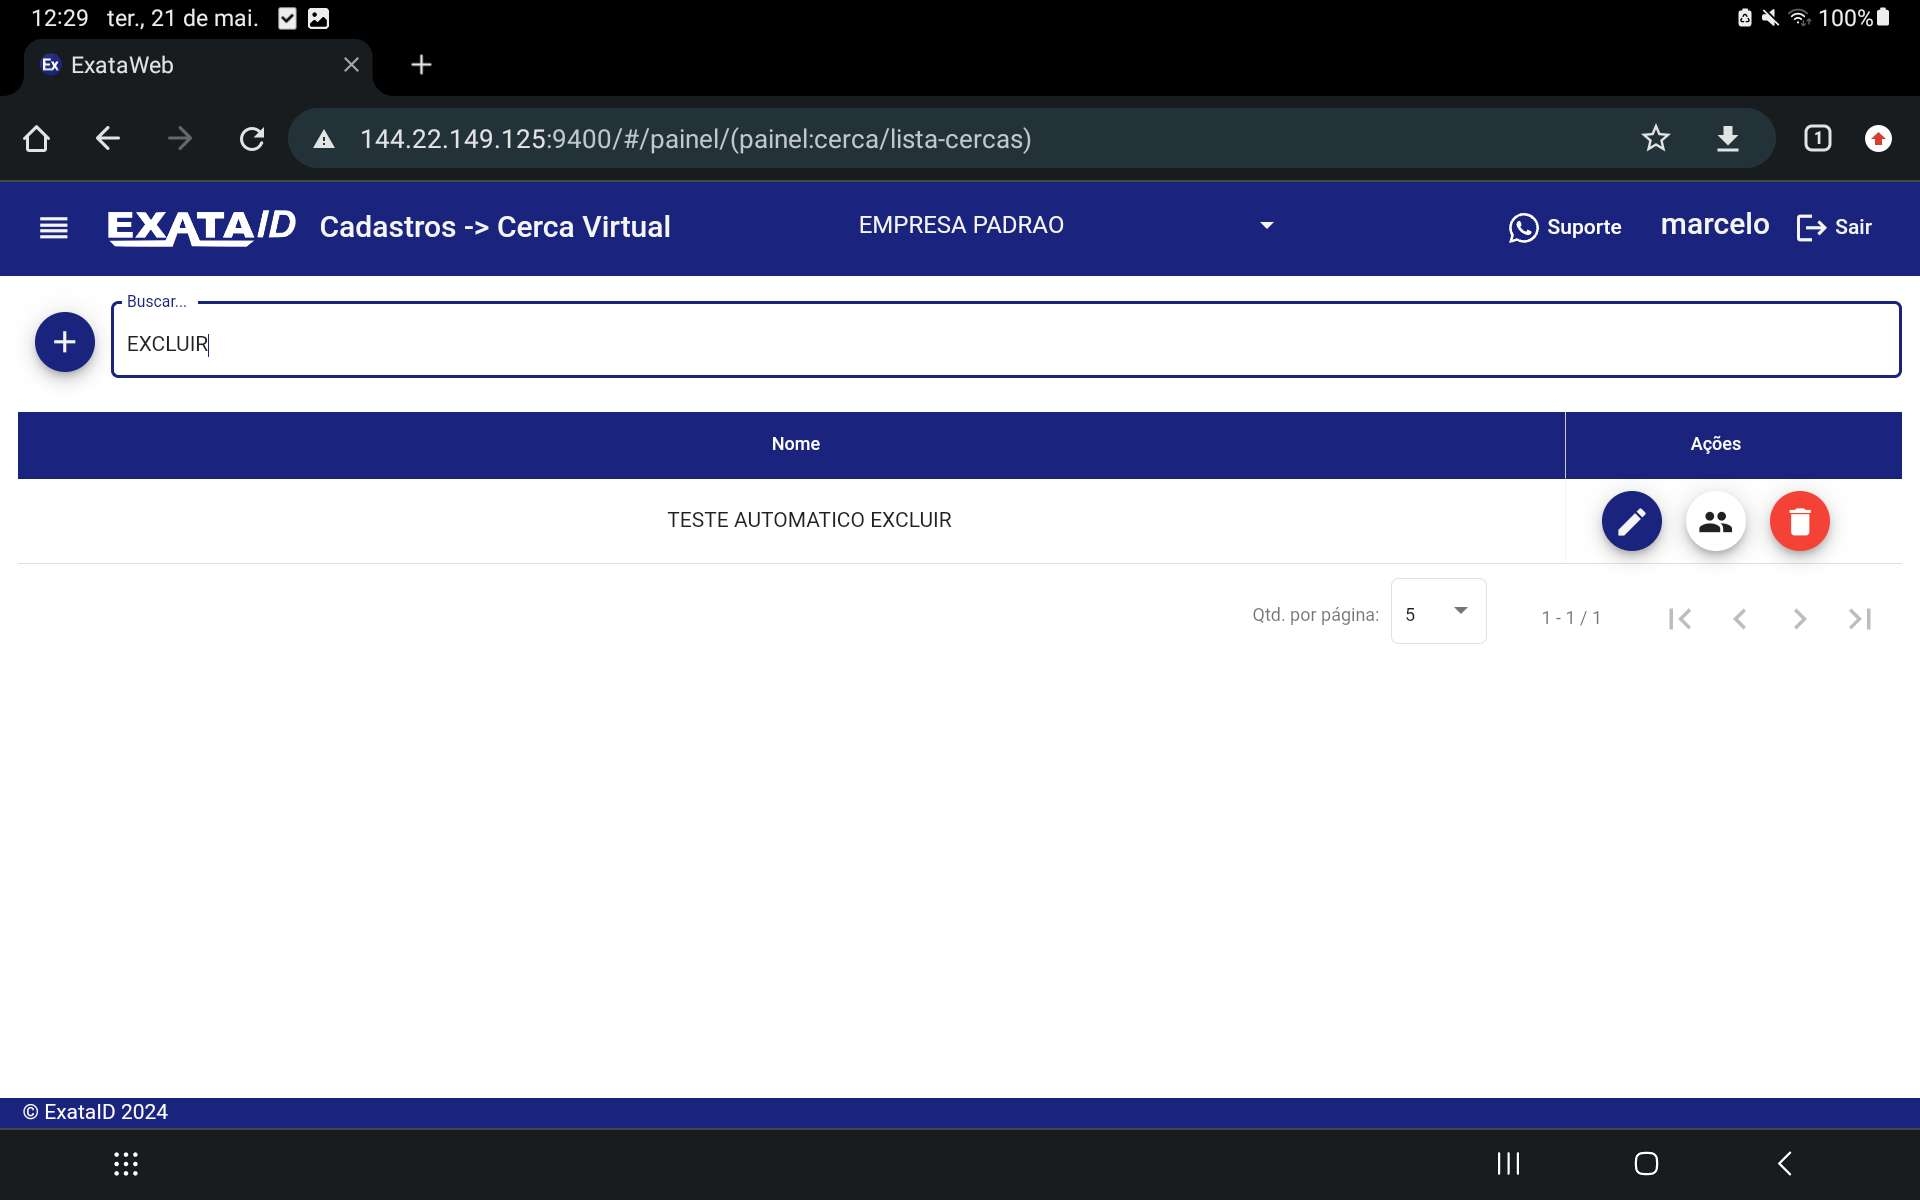 12:29 ter., 21 de mai. 100%
Ex ExataWeb
144.22.149.125:9400/#/painel/(painel:cerca/lista-cercas) 1
EXATAID Cadastros -> Cerca Virtual EMPRESA PADRAO Suporte marcelo Sair
Buscar...
EXCLUIR
Nome Ações
TESTE AUTOMATICO EXCLUIR
Qtd. por página: 5 1 - 1 / 1
© ExataID 2024